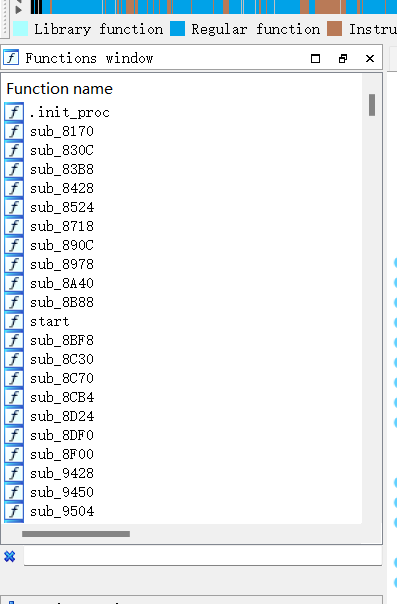 Library function Regular function Instru
Functions window
Function name
.init_proc
sub_8170
sub_830C
sub_83B8
sub_8428
sub_8524
sub_8718
sub_890C
sub_8978
sub_8A40
sub_8B88
start
sub_8BF8
sub_8C30
sub_8C70
sub_8CB4
sub_8D24
sub_8DF0
sub_8F00
sub_9428
sub_9450
sub_9504